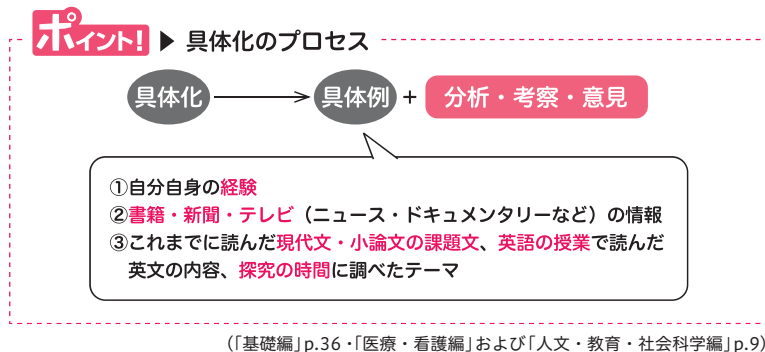 ポイント! ▶ 具体化のプロセス
具体化 → 具体例 + 分析・考察・意見
①自分自身の経験
②書籍・新聞・テレビ（ニュース・ドキュメンタリーなど）の情報
③これまでに読んだ現代文・小論文の課題文、英語の授業で読んだ
英文の内容、探究の時間に調べたテーマ
（「基礎編」p.36・「医療・看護編」および「人文・教育・社会科学編」p.9）